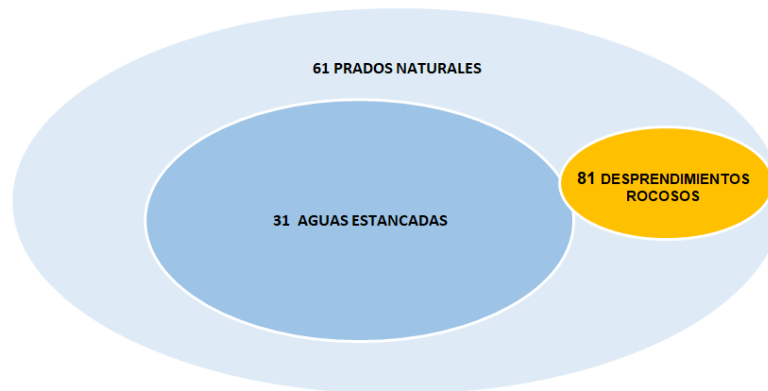 61 PRADOS NATURALES
81 DESPRENDIMIENTOS
ROCOSOS
31 AGUAS ESTANCADAS